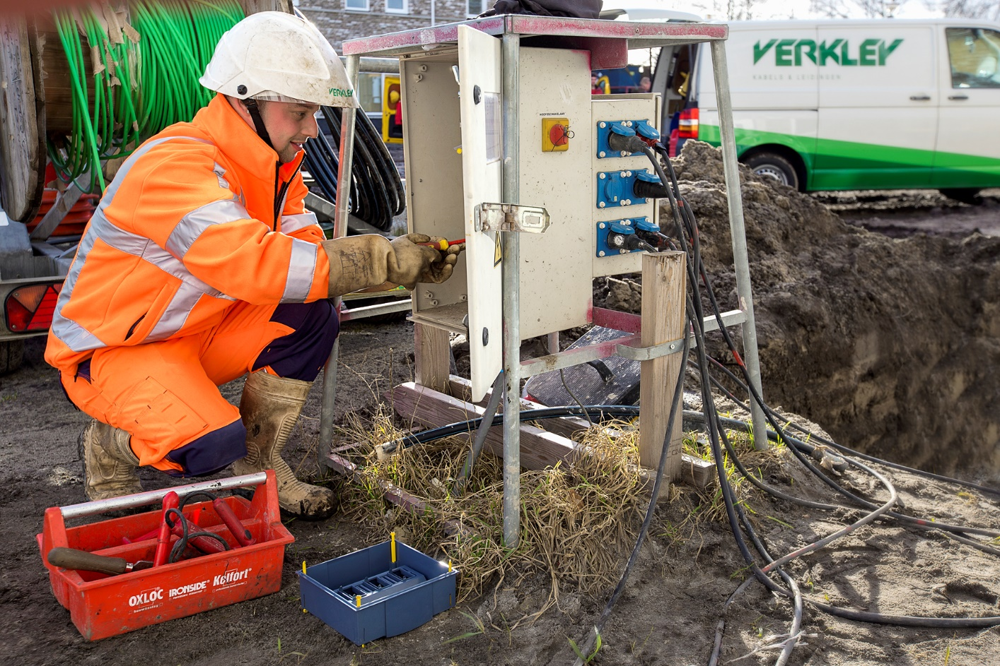 VERKLEY
KABELS & LEIDINGEN
VERKLEY
HOOFDSCHAKELAAR
OXLOC IRONSIDE Kelfort